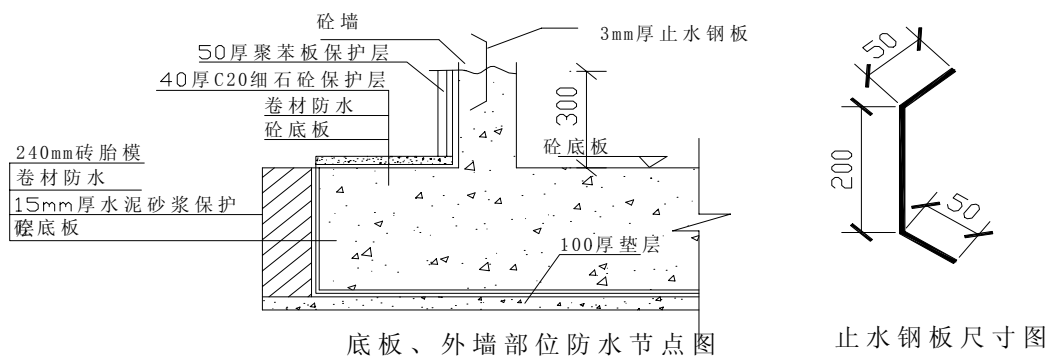 砼墙
50厚聚苯板保护层
40厚C20细石砼保护层
卷材防水
砼底板
240mm砖胎模
卷材防水
15mm厚水泥砂浆保护
砼底板
3mm厚止水钢板
300
砼底板
100厚垫层
底板、外墙部位防水节点图
50
200
50
止水钢板尺寸图